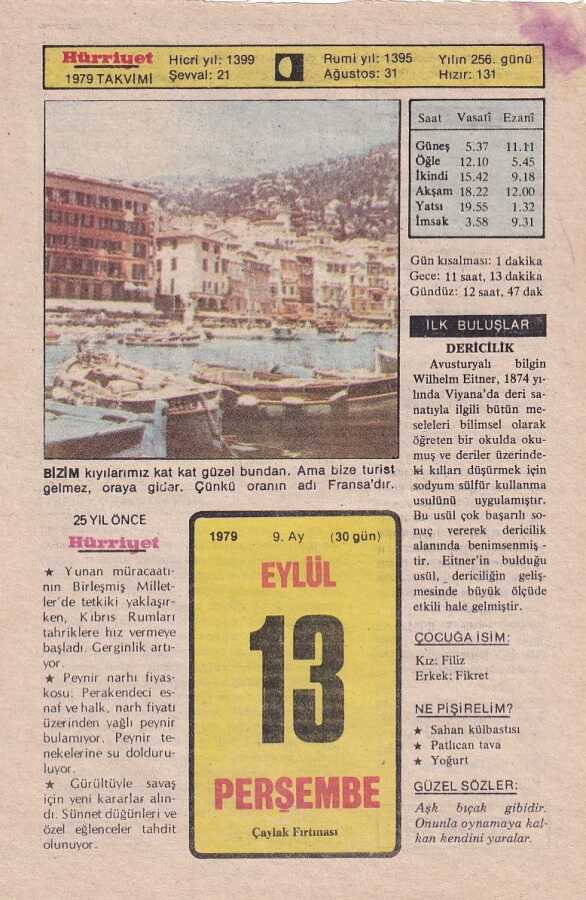 Hürriyet
1979 TAKVİMİ
Hicri yıl: 1399
Şevval: 21
Rumi yıl: 1395
Ağustos: 31
Yılın 256. günü
Hızır: 131
Saat Vasatî Ezanî
Güneş 5.37 11.11
Öğle 12.10 5.45
İkindi 15.42 9.18
Akşam 18.22 12.00
Yatsı 19.55 1.32
İmsak 3.58 9.31
Gün kısalması: 1 dakika
Gece: 11 saat, 13 dakika
Gündüz: 12 saat, 47 dak
İLK BULUŞLAR
DERİCİLİK
Avusturyalı bilgin
Wilhelm Eitner, 1874 yı-
lında Viyana'da deri sa-
natıyla ilgili bütün me-
seleleri bilimsel olarak
öğreten bir okulda oku-
muş ve deriler üzerinde-
ki kılları düşürmek için
sodyum sülfür kullanma
usulünü uygulamıştır.
Bu usül çok başarılı so-
nuç vererek dericilik
alanında benimsenmiş -
tir. Eitner'in bulduğu
usül, dericiliğin geliş-
mesinde büyük ölçüde
etkili hale gelmiştir.
ÇOCUĞA İSİM:
Kız: Filiz
Erkek: Fikret
NE PİŞİRELİM?
★ Sahan külbastısı
★ Patlıcan tava
★ Yoğurt
GÜZEL SÖZLER:
Aşk bıçak gibidir.
Onunla oynamaya kal-
kan kendini yaralar.
BİZİM kıyılarımız kat kat güzel bundan. Ama bize turist
gelmez, oraya gider. Çünkü oranın adı Fransa'dır.
25 YIL ÖNCE
Hürriyet
★ Yunan müracaatı-
nın Birleşmiş Millet-
ler'de tetkiki yaklaşır-
ken, Kıbrıs Rumları
tahriklere hız vermeye
başladı. Gerginlik artı-
yor.
★ Peynir narhı fiyas-
kosu: Perakendeci es-
naf ve halk, narh fiyatı
üzerinden yağlı peynir
bulamıyor. Peynir te-
nekelerine su dolduru-
luyor.
★ Gürültüyle savaş
için yeni kararlar alın-
dı. Sünnet düğünleri ve
özel eğlenceler tahdit
olunuyor.
1979 9. Ay (30 gün)
EYLÜL
13
PERŞEMBE
Çaylak Fırtınası